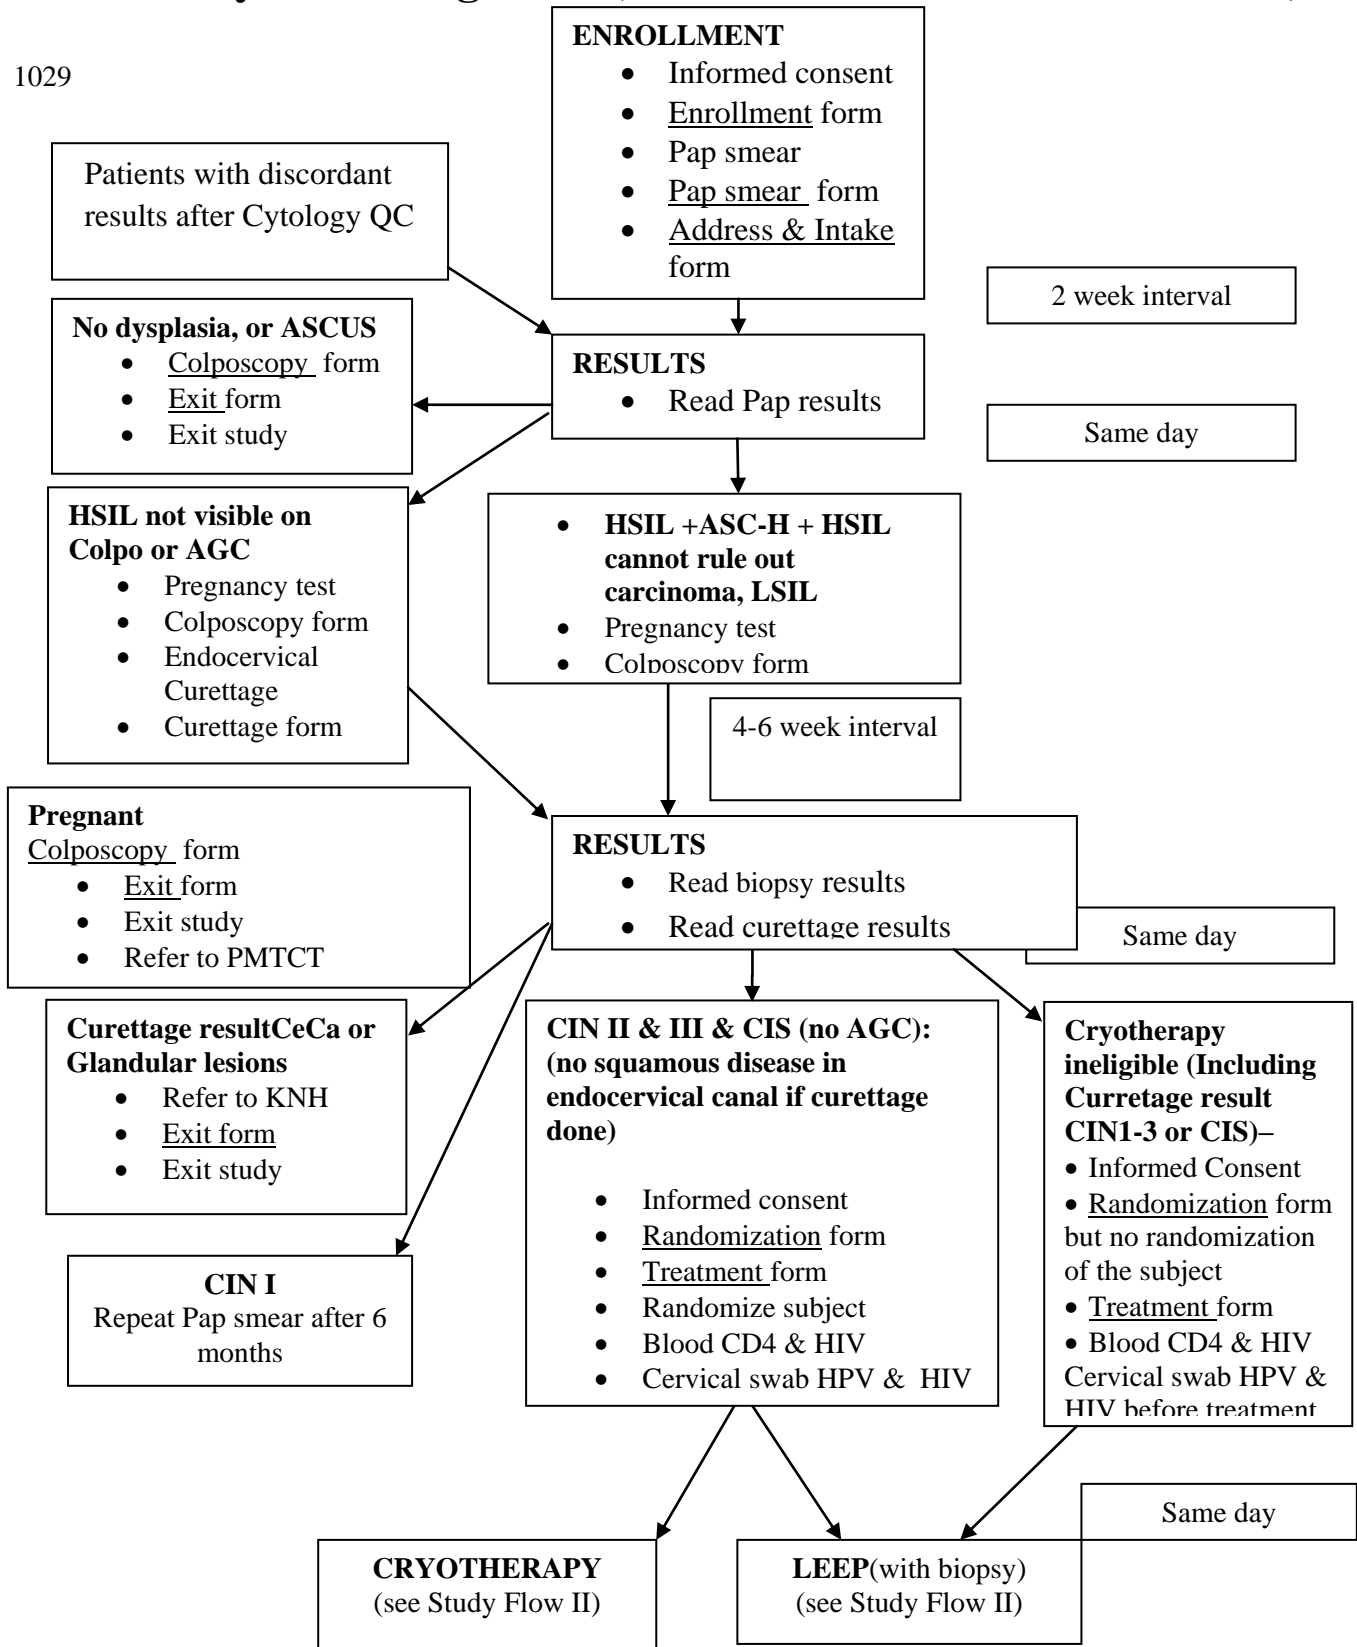 ENROLLMENT
• Informed consent
• Enrollment form
• Pap smear
• Pap smear form
• Address & Intake
form
1029
Patients with discordant
results after Cytology QC
2 week interval
No dysplasia, or ASCUS
• Colposcopy form
• Exit form
• Exit study
RESULTS
• Read Pap results
Same day
HSIL not visible on
Colpo or AGC
• Pregnancy test
• Colposcopy form
• Endocervical
Curettage
• Curettage form
• HSIL +ASC-H + HSIL
cannot rule out
carcinoma, LSIL
• Pregnancy test
• Colposcopy form
4-6 week interval
Pregnant
Colposcopy form
• Exit form
• Exit study
• Refer to PMTCT
RESULTS
• Read biopsy results
• Read curettage results
Same day
Curettage resultCeCa or
Glandular lesions
• Refer to KNH
• Exit form
• Exit study
CIN II & III & CIS (no AGC):
(no squamous disease in
endocervical canal if curettage
done)
• Informed consent
• Randomization form
• Treatment form
• Randomize subject
• Blood CD4 & HIV
• Cervical swab HPV & HIV
Cryotherapy
ineligible (Including
Curretage result
CIN1-3 or CIS)–
• Informed Consent
• Randomization form
but no randomization
of the subject
• Treatment form
• Blood CD4 & HIV
Cervical swab HPV &
HIV before treatment
CIN I
Repeat Pap smear after 6
months
Same day
CRYOTHERAPY
(see Study Flow II)
LEEP(with biopsy)
(see Study Flow II)